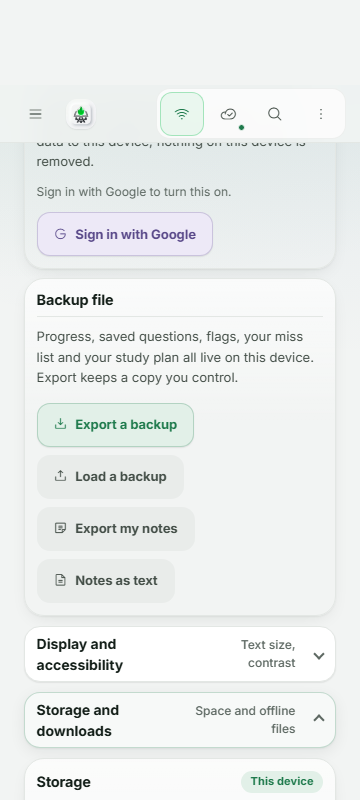 data to this device, nothing on this device is
removed.
Sign in with Google to turn this on.
Sign in with Google
Backup file
Progress, saved questions, flags, your miss
list and your study plan all live on this device.
Export keeps a copy you control.
Export a backup
Load a backup
Export my notes
Notes as text
Display and
accessibility
Text size,
contrast
Storage and
downloads
Space and offline
files
Storage
This device